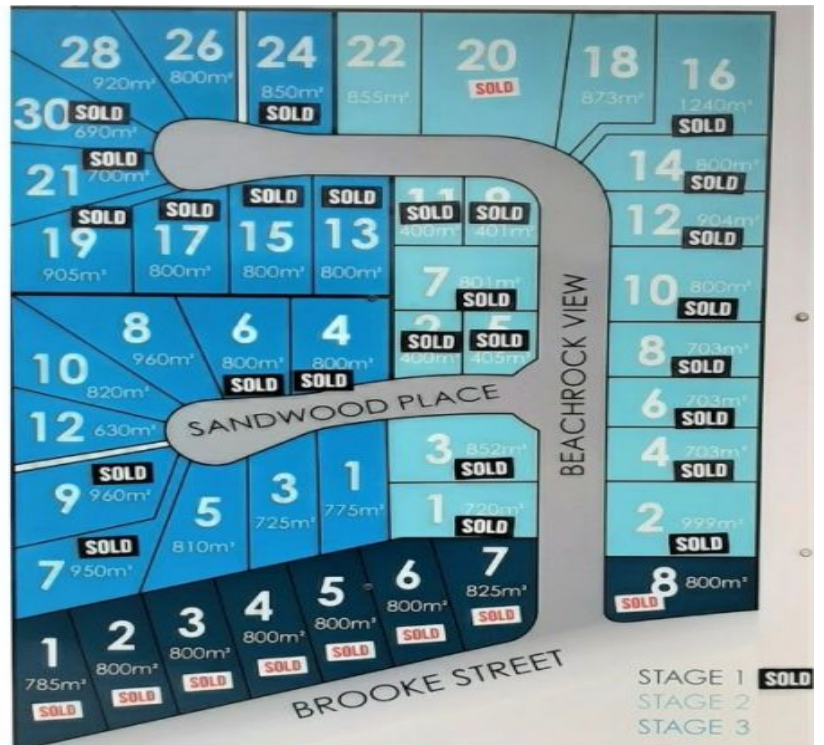 28
920m²
26
800m²
24
850m²
SOLD
22
855m²
20
SOLD
18
873m²
16
1240m²
SOLD
30
SOLD
690m²
21
SOLD
700m²
14
800m²
SOLD
19
SOLD
905m²
17
SOLD
800m²
15
SOLD
800m²
13
SOLD
800m²
11
SOLD
400m²
9
SOLD
401m²
12
904m²
SOLD
7
801m²
SOLD
10
800m²
SOLD
8
960m²
6
800m²
SOLD
4
800m²
SOLD
SOLD
400m²
5
SOLD
405m²
8
703m²
SOLD
10
820m²
12
630m²
SANDWOOD PLACE
BEACHROCK VIEW
6
703m²
SOLD
9
SOLD
960m²
5
810m²
3
725m²
1
775m²
3
852m²
SOLD
4
703m²
SOLD
7
SOLD
950m²
1
720m²
SOLD
2
999m²
SOLD
1
785m²
SOLD
2
800m²
SOLD
3
800m²
SOLD
4
800m²
SOLD
5
800m²
SOLD
6
800m²
SOLD
7
825m²
SOLD
8
800m²
SOLD
BROOKE STREET
STAGE 1 SOLD
STAGE 2
STAGE 3